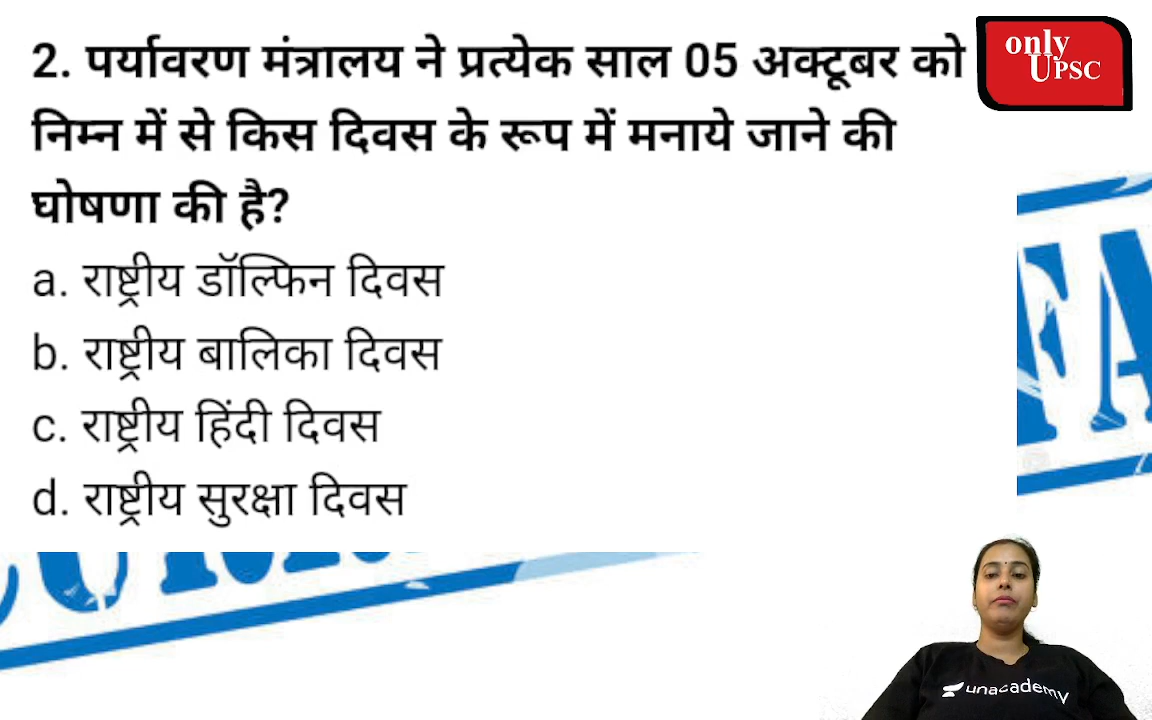 2. पर्यावरण मंत्रालय ने प्रत्येक साल 05 अक्टूबर को
निम्न में से किस दिवस के रूप में मनाये जाने की
घोषणा की है?
a. राष्ट्रीय डॉल्फिन दिवस
b. राष्ट्रीय बालिका दिवस
c. राष्ट्रीय हिंदी दिवस
d. राष्ट्रीय सुरक्षा दिवस
only
UPSC
FA
unacademy